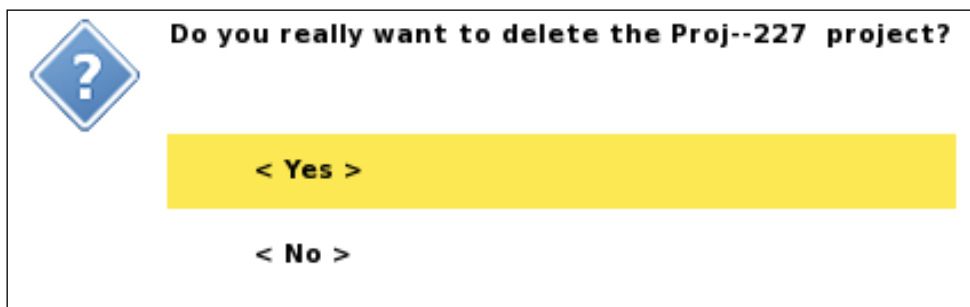 Do you really want to delete the Proj--227  project?
?
< Yes >
< No >